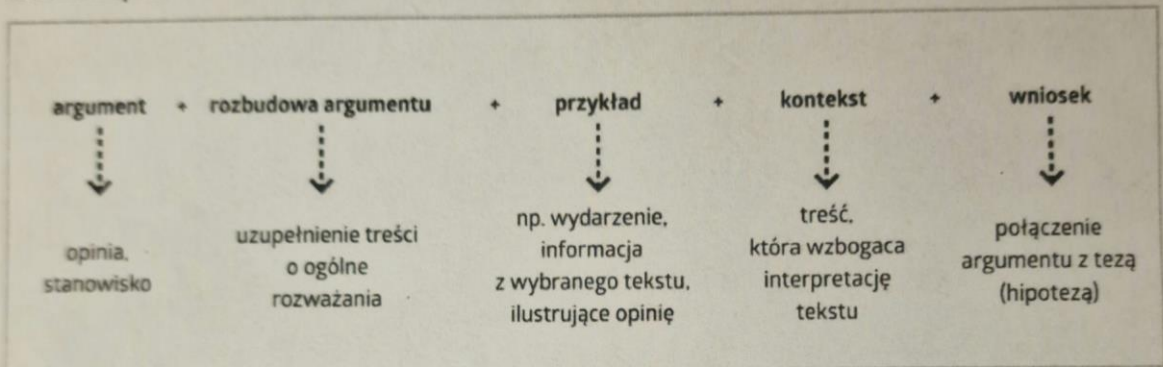 argument + rozbudowa argumentu + przykład + kontekst + wniosek
opinia,
stanowisko
uzupełnienie treści
o ogólne
rozważania
np. wydarzenie,
informacja
z wybranego tekstu,
ilustrujące opinię
treść,
która wzbogaca
interpretację
tekstu
połączenie
argumentu z tezą
(hipotezą)